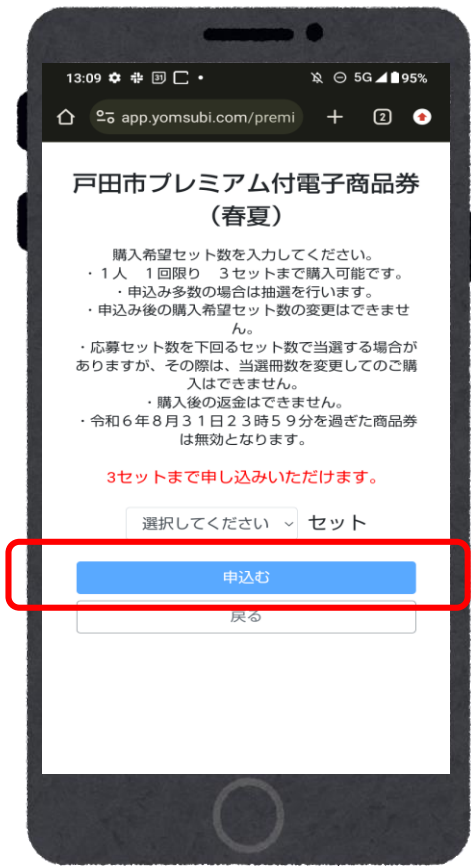 13:09 31 5G 95%
app.yomsubi.com/premi + 2
戸田市プレミアム付電子商品券
（春夏）
購入希望セット数を入力してください。
・１人　１回限り　３セットまで購入可能です。
・申込み多数の場合は抽選を行います。
・申込み後の購入希望セット数の変更はできませ
ん。
・応募セット数を下回るセット数で当選する場合が
ありますが、その際は、当選冊数を変更してのご購
入はできません。
・購入後の返金はできません。
・令和６年８月３１日２３時５９分を過ぎた商品券
は無効となります。
3セットまで申し込みいただけます。
選択してください セット
申込む
戻る